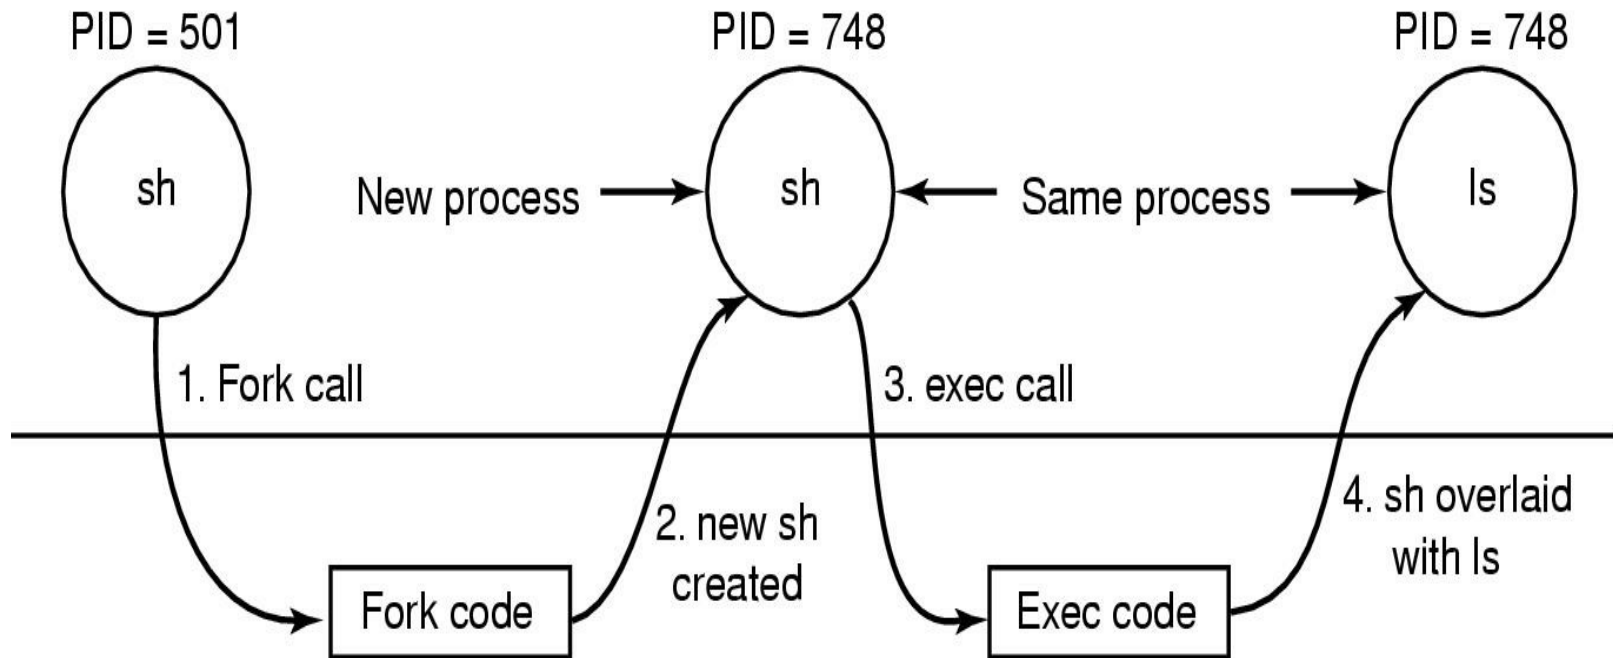 PID = 501
PID = 748
PID = 748
sh
New process
sh
Same process
ls
1. Fork call
3. exec call
2. new sh
created
4. sh overlaid
with ls
Fork code
Exec code